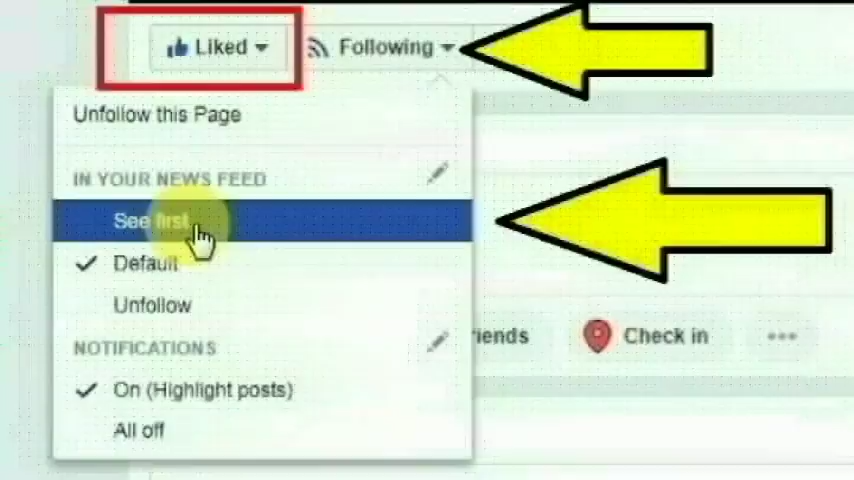 Liked Following
Unfollow this Page
IN YOUR NEWS FEED
See first
Default
Unfollow
riends Check in
NOTIFICATIONS
On (Highlight posts)
All off